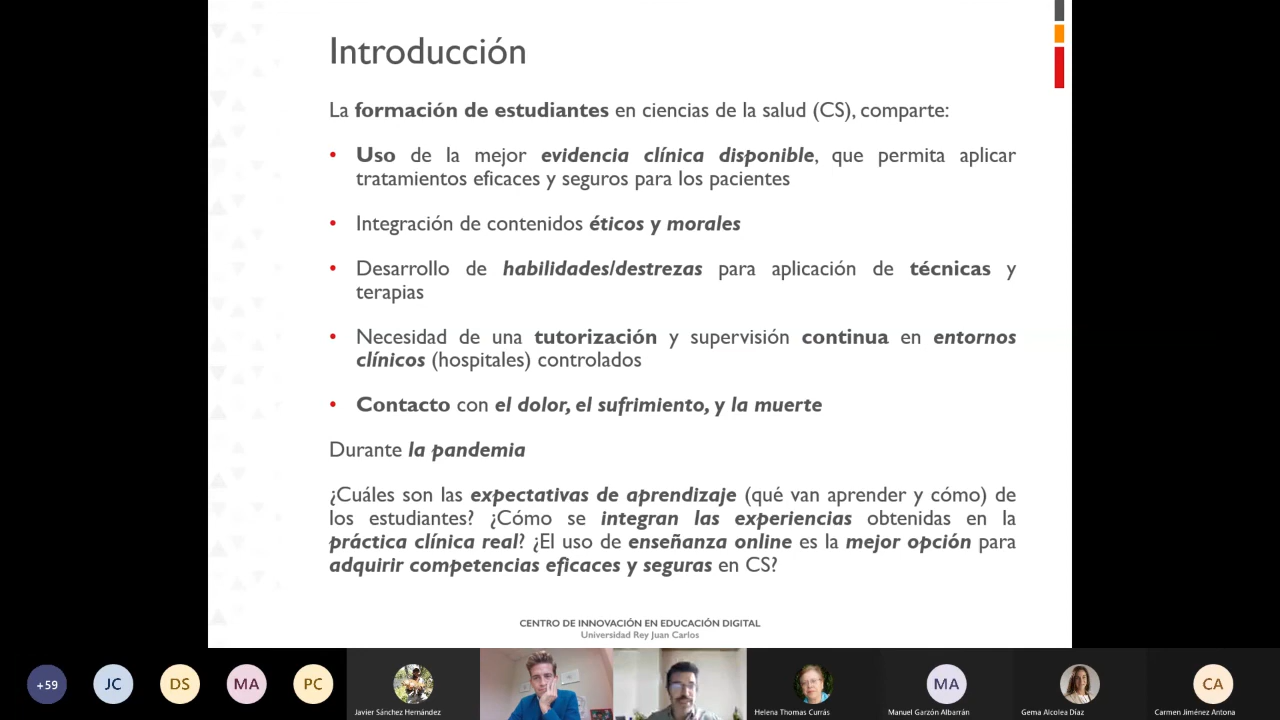 Introducción
La formación de estudiantes en ciencias de la salud (CS), comparte:
• Uso de la mejor evidencia clínica disponible, que permita aplicar
tratamientos eficaces y seguros para los pacientes
• Integración de contenidos éticos y morales
• Desarrollo de habilidades/destrezas para aplicación de técnicas y
terapias
• Necesidad de una tutorización y supervisión continua en entornos
clínicos (hospitales) controlados
• Contacto con el dolor, el sufrimiento, y la muerte
Durante la pandemia
¿Cuáles son las expectativas de aprendizaje (qué van aprender y cómo) de
los estudiantes? ¿Cómo se integran las experiencias obtenidas en la
práctica clínica real? ¿El uso de enseñanza online es la mejor opción para
adquirir competencias eficaces y seguras en CS?
CENTRO DE INNOVACIÓN EN EDUCACIÓN DIGITAL
Universidad Rey Juan Carlos
+59
JC
DS
MA
PC
Javier Sánchez Hernández
Helena Thomas Currás
MA
Manuel Garzón Albarrán
Gema Alcolea Díaz
CA
Carmen Jiménez Antona